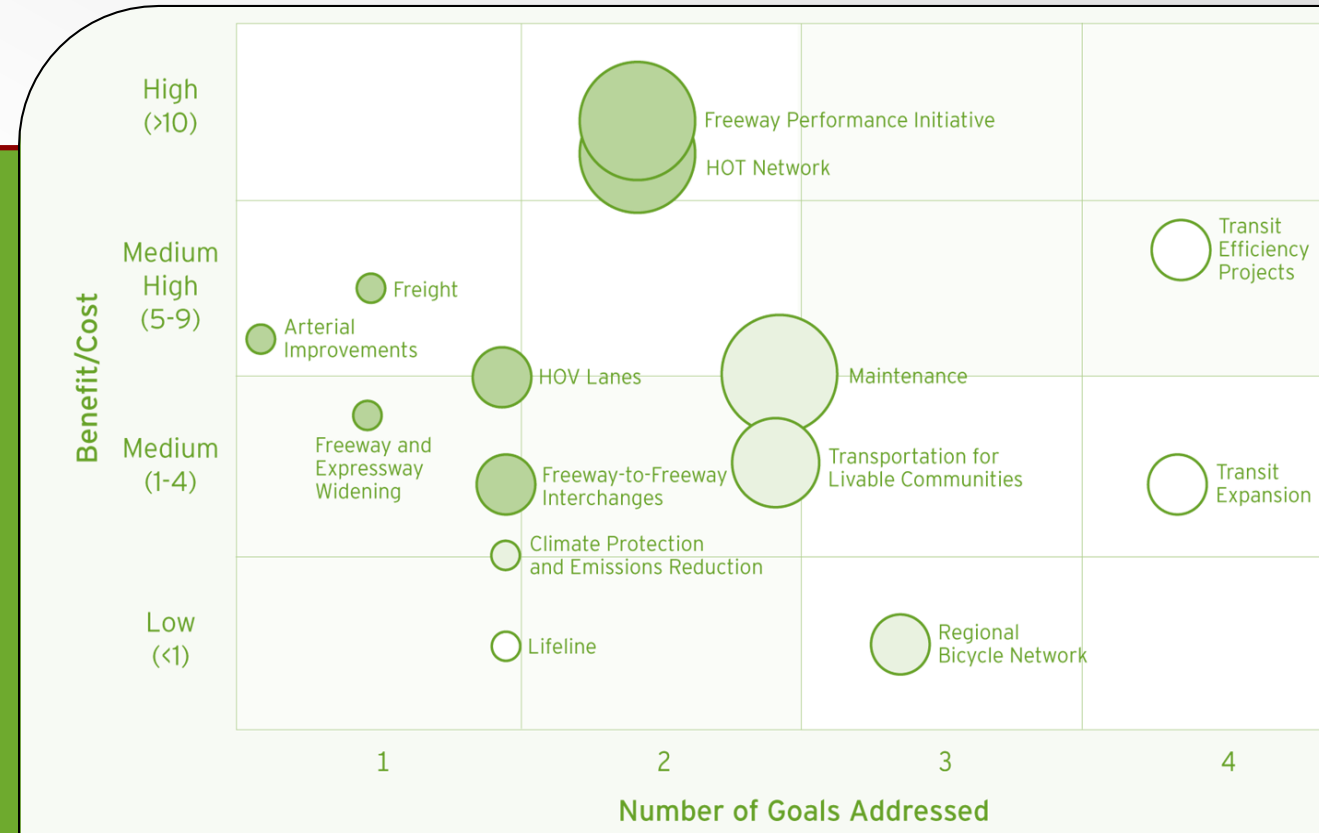 High
(>10)
Freeway Performance Initiative
HOT Network
Medium
High
(5-9)
Transit
Efficiency
Projects
Freight
Arterial
Improvements
HOV Lanes
Maintenance
Benefit/Cost
Medium
(1-4)
Freeway and
Expressway
Widening
Freeway-to-Freeway
Interchanges
Transportation for
Livable Communities
Transit
Expansion
Climate Protection
and Emissions Reduction
Low
(<1)
Lifeline
Regional
Bicycle Network
1
2
3
4
Number of Goals Addressed